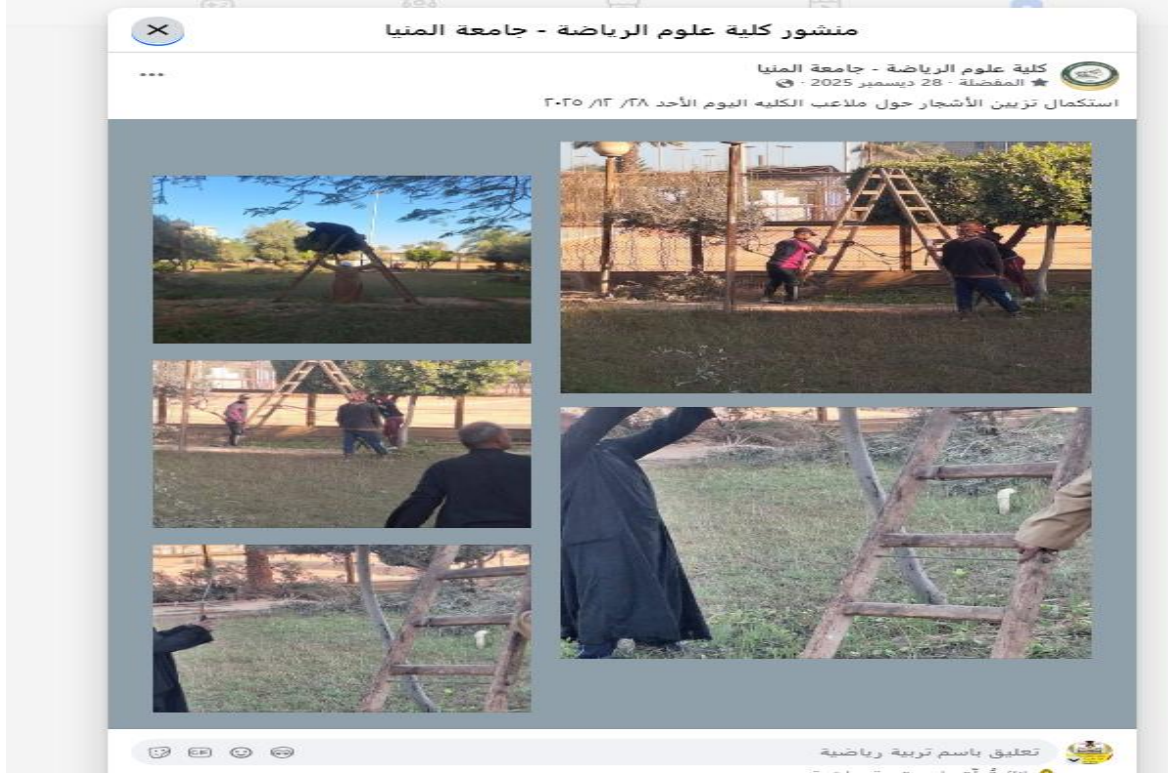 منشور كلية علوم الرياضة - جامعة المنيا
كلية علوم الرياضة - جامعة المنيا
المفضلة · 28 ديسمبر 2025 ·
استكمال تزيين الأشجار حول ملاعب الكليه اليوم الأحد ٢٨/ ١٢/ ٢٠٢٥
تعليق باسم تربية رياضية
GIF